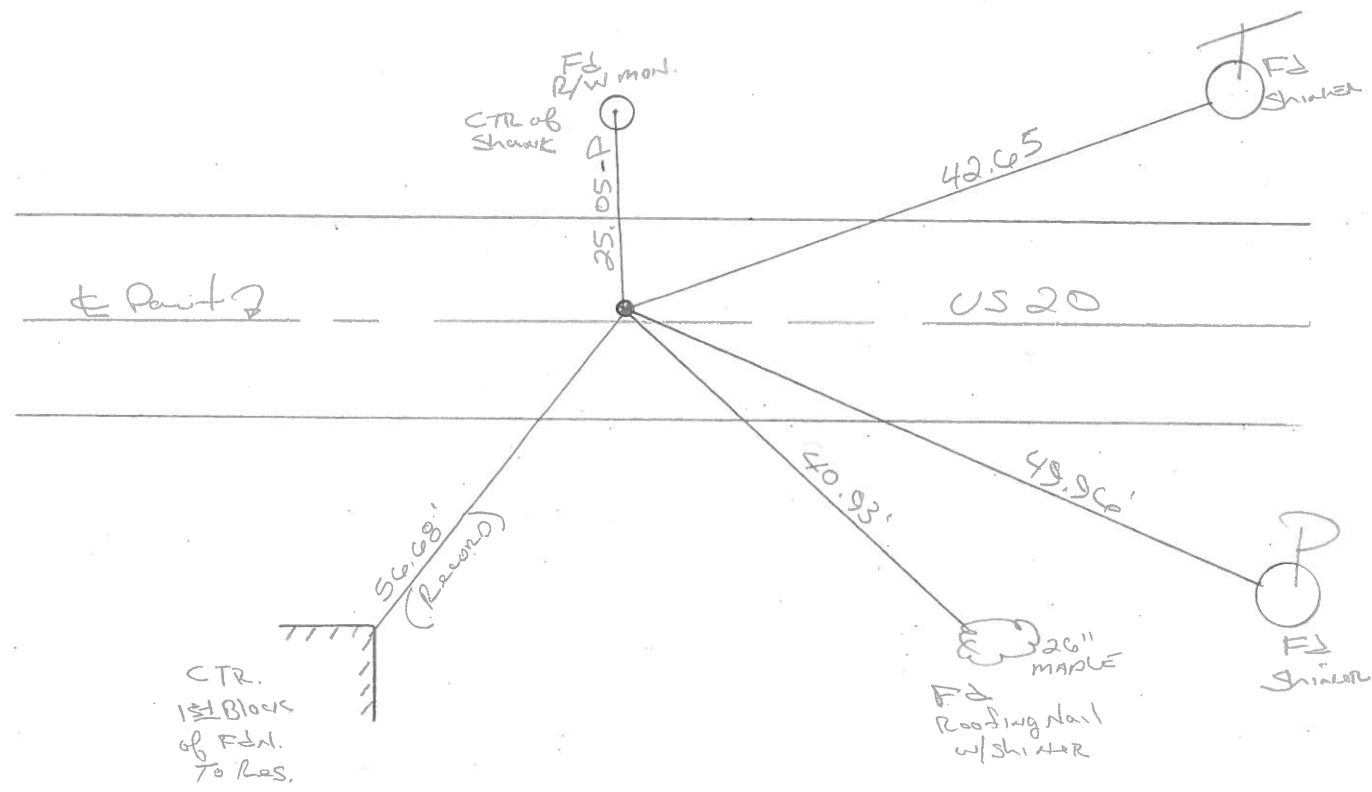 Fd
R/W MON.
CTR of
Shank
25.05-P
T
Fd
Shiner
42.65
US 20
40.93'
49.96'
P
Fd
Shiner
56.68'
(Record)
26"
MAPLE
Fd
Roofing Nail
w/ shiner
CTR.
1st Block
of Fdn.
To Res.